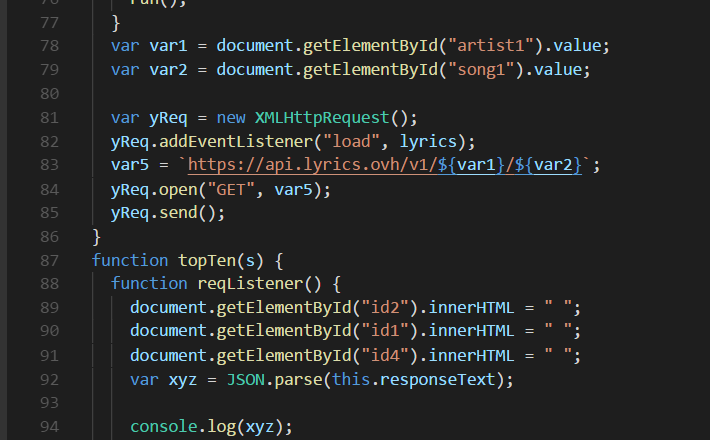 76 run();
77 }
78 var var1 = document.getElementById("artist1").value;
79 var var2 = document.getElementById("song1").value;
80
81 var yReq = new XMLHttpRequest();
82 yReq.addEventListener("load", lyrics);
83 var5 = `https://api.lyrics.ovh/v1/${var1}/${var2}`;
84 yReq.open("GET", var5);
85 yReq.send();
86 }
87 function topTen(s) {
88 function reqListener() {
89 document.getElementById("id2").innerHTML = " ";
90 document.getElementById("id1").innerHTML = " ";
91 document.getElementById("id4").innerHTML = " ";
92 var xyz = JSON.parse(this.responseText);
93
94 console.log(xyz);